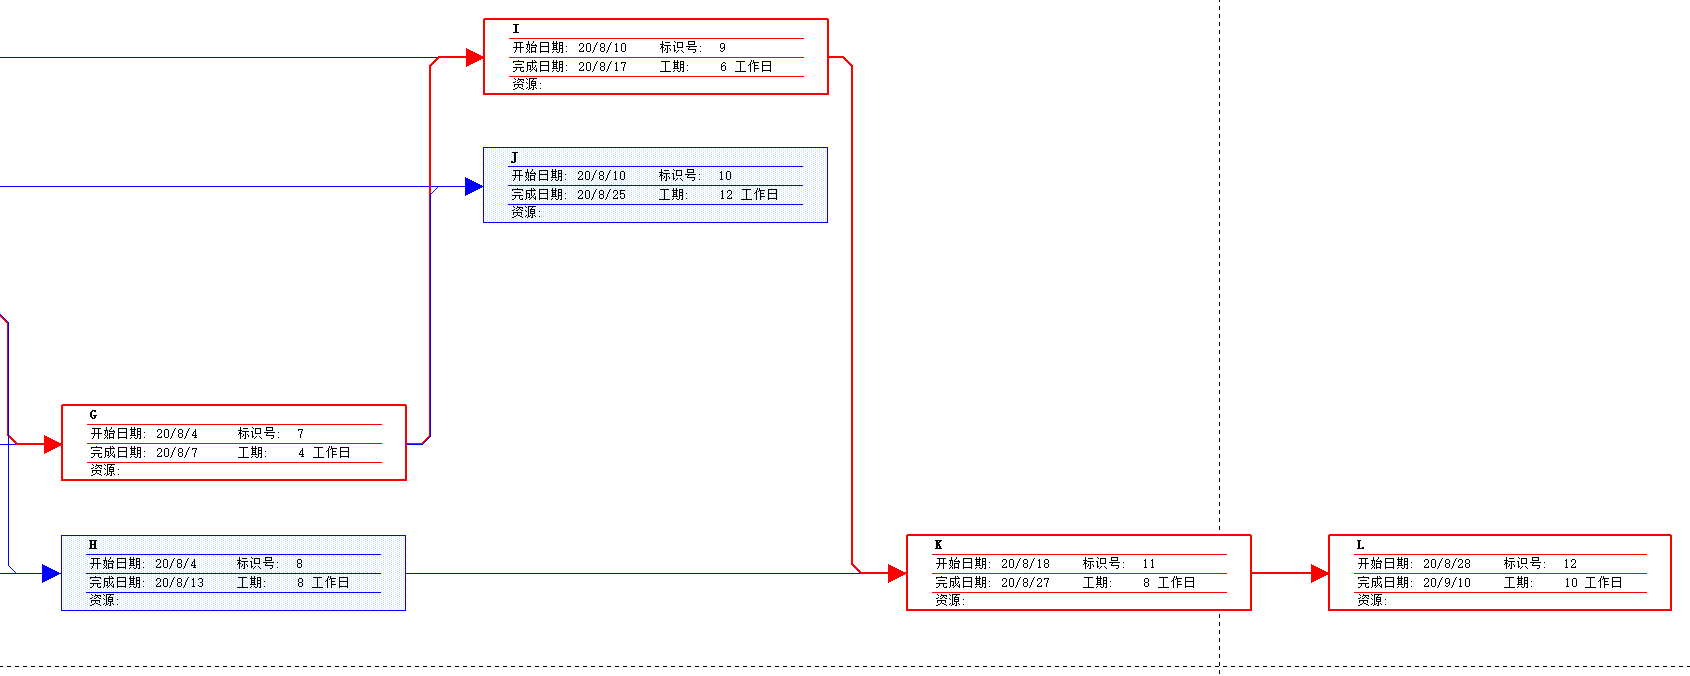 I
开始日期: 20/8/10 标识号: 9
完成日期: 20/8/17 工期: 6 工作日
资源:
J
开始日期: 20/8/10 标识号: 10
完成日期: 20/8/25 工期: 12 工作日
资源:
G
开始日期: 20/8/4 标识号: 7
完成日期: 20/8/7 工期: 4 工作日
资源:
H
开始日期: 20/8/4 标识号: 8
完成日期: 20/8/13 工期: 8 工作日
资源:
K
开始日期: 20/8/18 标识号: 11
完成日期: 20/8/27 工期: 8 工作日
资源:
L
开始日期: 20/8/28 标识号: 12
完成日期: 20/9/10 工期: 10 工作日
资源: